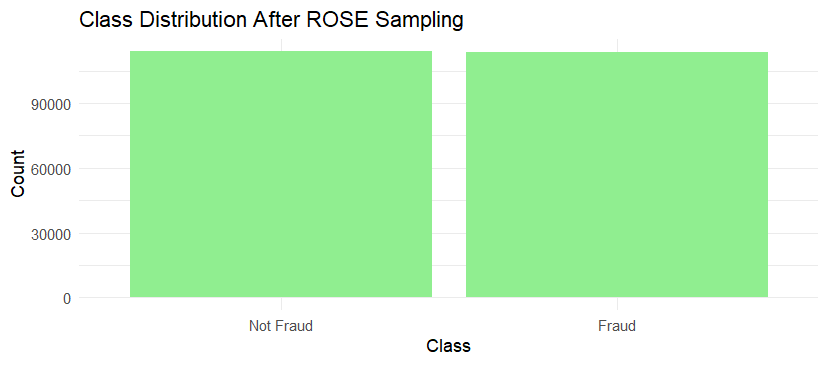 Class Distribution After ROSE Sampling
Count
90000
60000
30000
0
Not Fraud
Fraud
Class